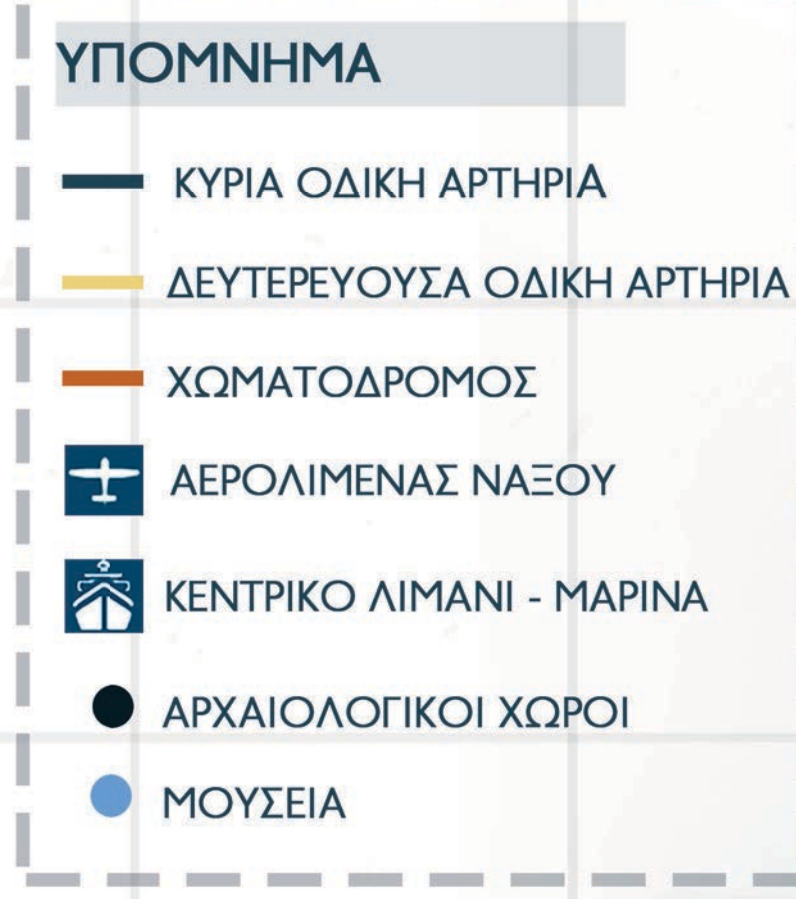 ΥΠΟΜΝΗΜΑ
ΚΥΡΙΑ ΟΔΙΚΗ ΑΡΤΗΡΙΑ
ΔΕΥΤΕΡΕΥΟΥΣΑ ΟΔΙΚΗ ΑΡΤΗΡΙΑ
ΧΩΜΑΤΟΔΡΟΜΟΣ
ΑΕΡΟΛΙΜΕΝΑΣ ΝΑΞΟΥ
ΚΕΝΤΡΙΚΟ ΛΙΜΑΝΙ - ΜΑΡΙΝΑ
ΑΡΧΑΙΟΛΟΓΙΚΟΙ ΧΩΡΟΙ
ΜΟΥΣΕΙΑ